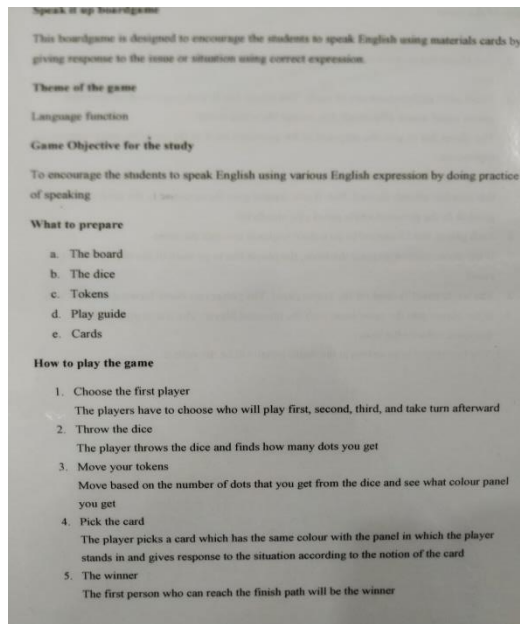 Speak it up boardgame
This boardgame is designed to encourage the students to speak English using materials cards by
giving response to the issue or situation using correct expression.
Theme of the game
Language function
Game Objective for the study
To encourage the students to speak English using various English expression by doing practice
of speaking
What to prepare
a. The board
b. The dice
c. Tokens
d. Play guide
e. Cards
How to play the game
1. Choose the first player
The players have to choose who will play first, second, third, and take turn afterward
2. Throw the dice
The player throws the dice and finds how many dots you get
3. Move your tokens
Move based on the number of dots that you get from the dice and see what colour panel
you get
4. Pick the card
The player picks a card which has the same colour with the panel in which the player
stands in and gives response to the situation according to the notion of the card
5. The winner
The first person who can reach the finish path will be the winner